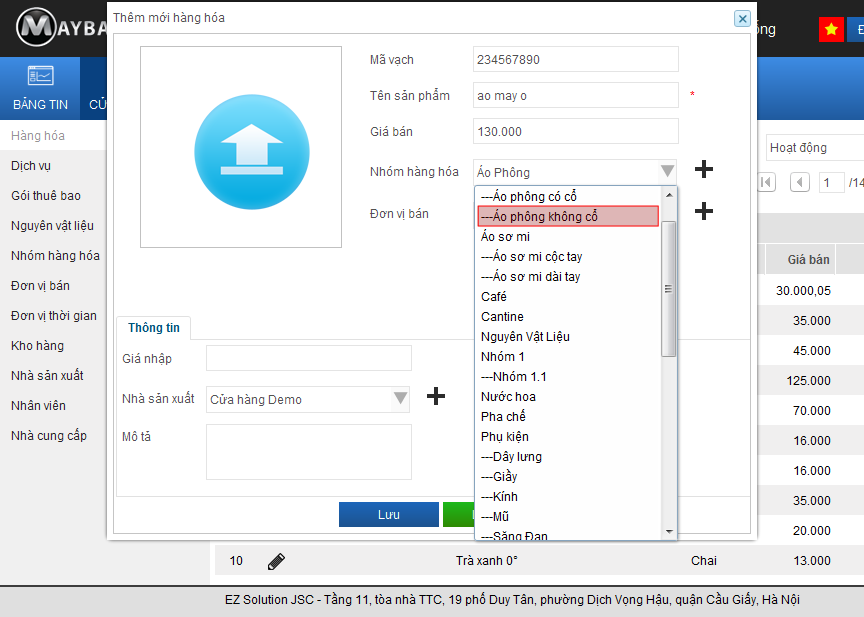 MAYBA
Thêm mới hàng hóa
BẢNG TIN
Hàng hóa
Dịch vụ
Gói thuê bao
Nguyên vật liệu
Nhóm hàng hóa
Đơn vị bán
Đơn vị thời gian
Kho hàng
Nhà sản xuất
Nhân viên
Nhà cung cấp
Mã vạch
234567890
Tên sản phẩm
ao may o
*
Giá bán
130.000
Nhóm hàng hóa
Áo Phông
Đơn vị bán
---Áo phông có cổ
---Áo phông không cổ
Áo sơ mi
---Áo sơ mi cộc tay
---Áo sơ mi dài tay
Café
Cantine
Nguyên Vật Liệu
Nhóm 1
---Nhóm 1.1
Nước hoa
Pha chế
Phụ kiện
---Dây lưng
---Giầy
---Kính
---Mũ
---Săng Đan
Thông tin
Giá nhập
Nhà sản xuất
Cửa hàng Demo
Mô tả
Lưu
Hoạt động
1 /14
Giá bán
30.000,05
35.000
45.000
125.000
70.000
16.000
16.000
35.000
20.000
10 Trà xanh 0° Chai 13.000
EZ Solution JSC - Tầng 11, tòa nhà TTC, 19 phố Duy Tân, phường Dịch Vọng Hậu, quận Cầu Giấy, Hà Nội